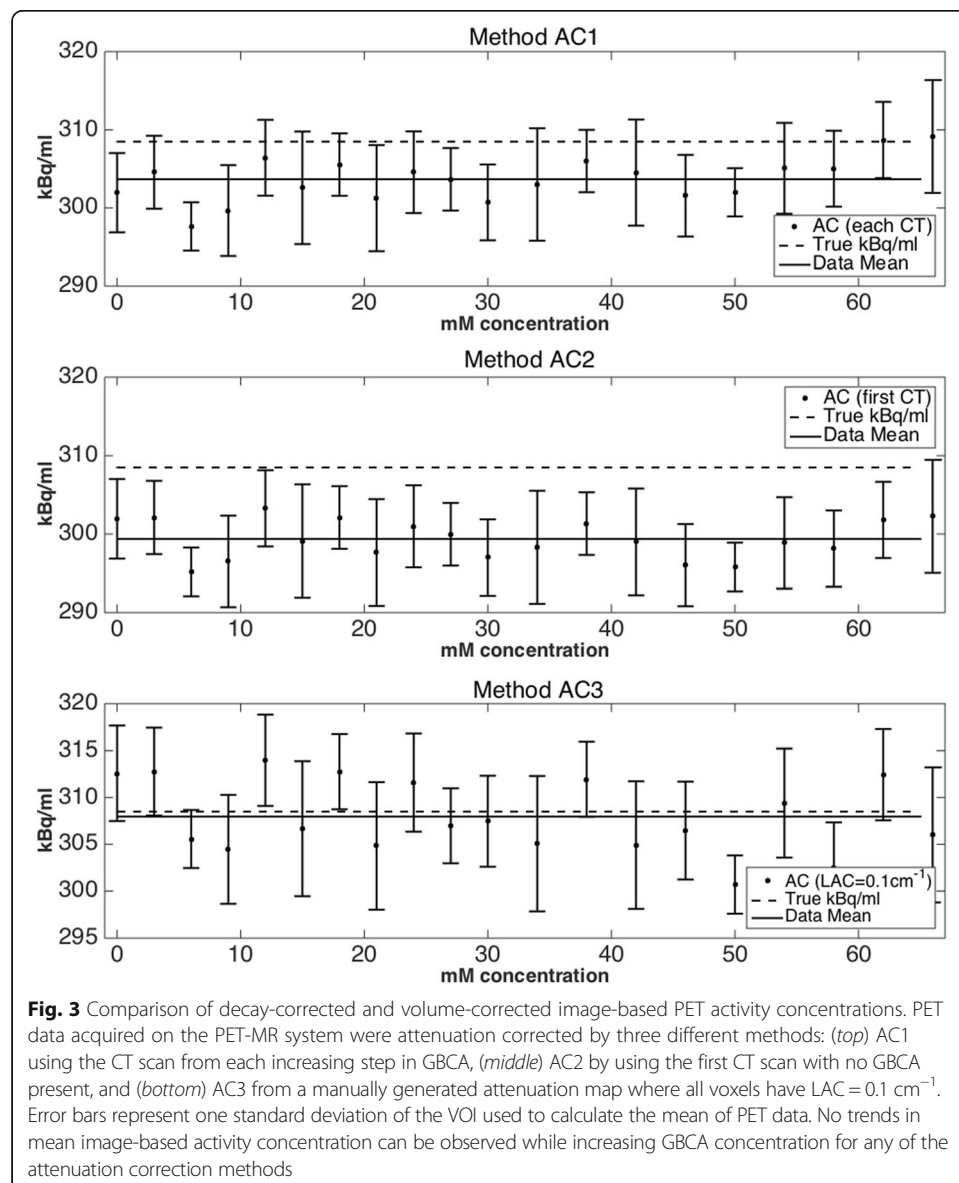 Method AC1
320
310
300
290
kBq/ml
0 10 20 30 40 50 60
mM concentration
AC (each CT)
True kBq/ml
Data Mean
Method AC2
320
310
300
290
kBq/ml
0 10 20 30 40 50 60
mM concentration
AC (first CT)
True kBq/ml
Data Mean
Method AC3
320
315
310
305
300
295
kBq/ml
0 10 20 30 40 50 60
mM concentration
AC (LAC=0.1cm⁻¹)
True kBq/ml
Data Mean
Fig. 3 Comparison of decay-corrected and volume-corrected image-based PET activity concentrations. PET
data acquired on the PET-MR system were attenuation corrected by three different methods: (top) AC1
using the CT scan from each increasing step in GBCA, (middle) AC2 by using the first CT scan with no GBCA
present, and (bottom) AC3 from a manually generated attenuation map where all voxels have LAC = 0.1 cm⁻¹.
Error bars represent one standard deviation of the VOI used to calculate the mean of PET data. No trends in
mean image-based activity concentration can be observed while increasing GBCA concentration for any of the
attenuation correction methods